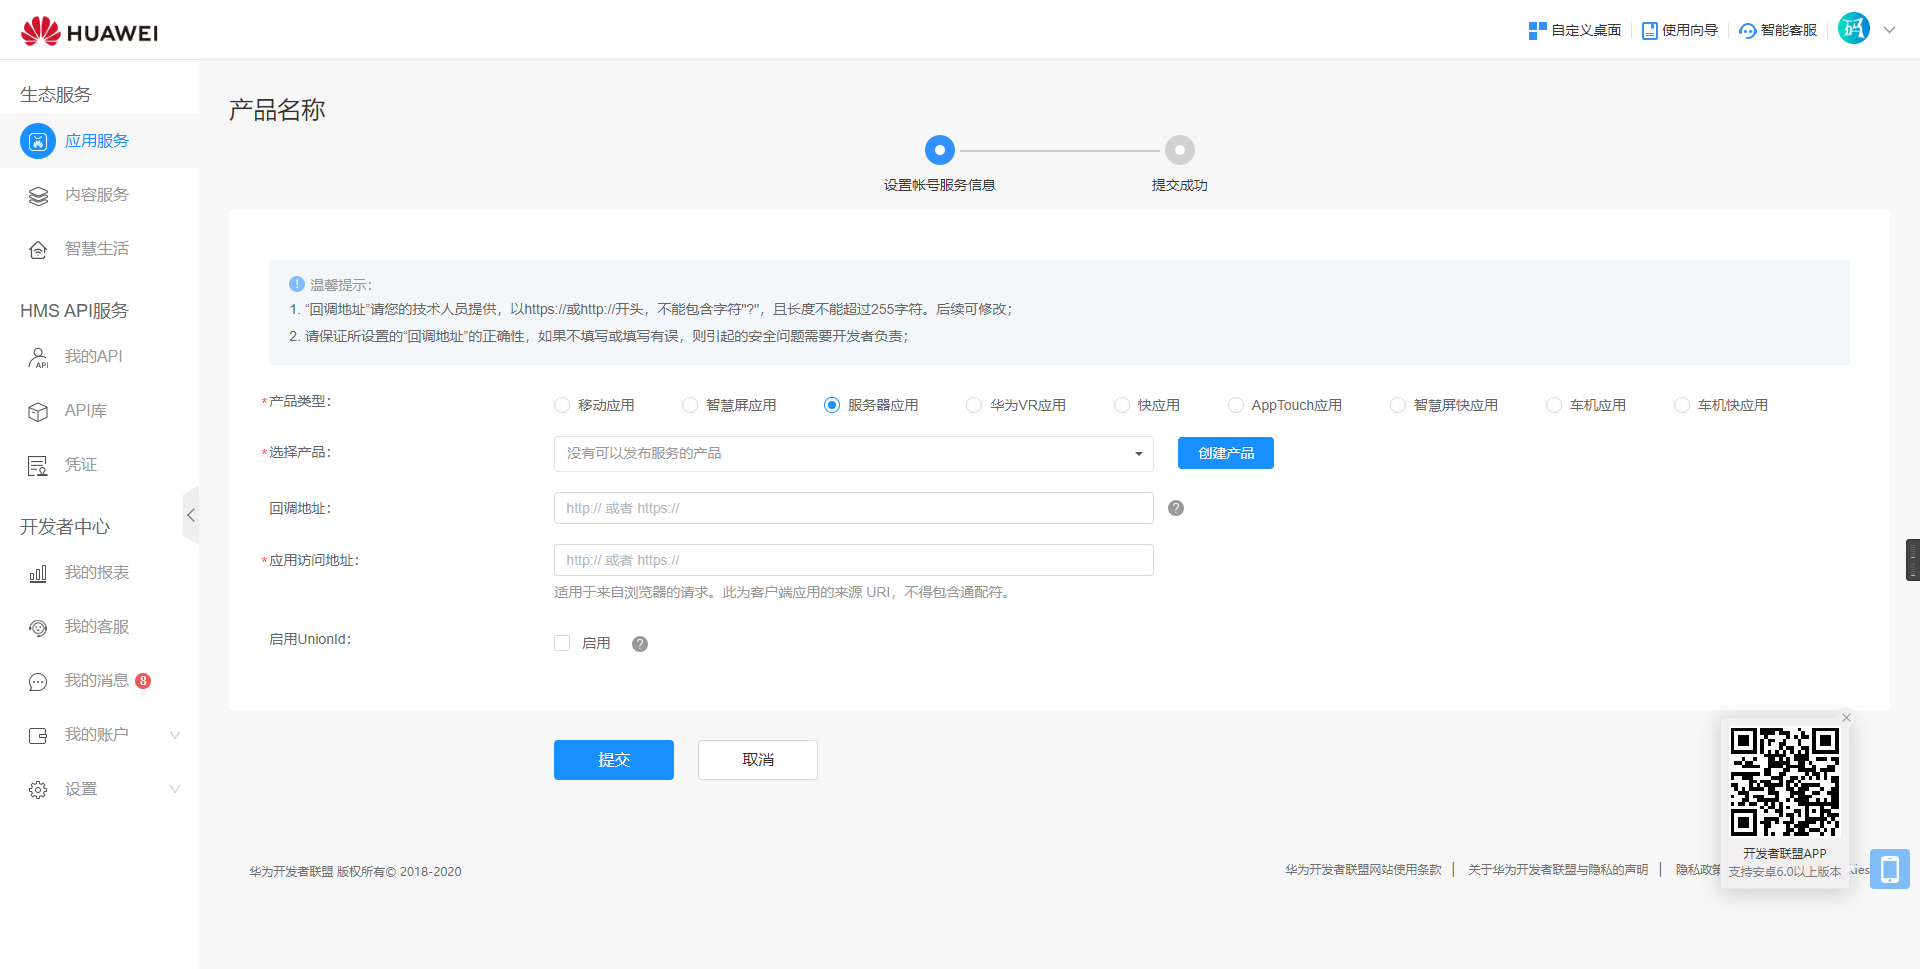 HUAWEI
自定义桌面
使用向导
智能客服
码
生态服务
应用服务
内容服务
智慧生活
HMS API服务
我的API
API库
凭证
开发者中心
我的报表
我的客服
我的消息 8
我的账户
设置
产品名称
设置帐号服务信息
提交成功
温馨提示：
1. “回调地址”请您的技术人员提供，以https://或http://开头，不能包含字符"?"，且长度不能超过255字符。后续可修改；
2. 请保证所设置的“回调地址”的正确性，如果不填写或填写有误，则引起的安全问题需要开发者负责；
*产品类型：
移动应用
智慧屏应用
服务器应用
华为VR应用
快应用
AppTouch应用
智慧屏快应用
车机应用
车机快应用
*选择产品：
没有可以发布服务的产品
创建产品
回调地址：
http:// 或者 https://
?
*应用访问地址：
http:// 或者 https://
适用于来自浏览器的请求。此为客户端应用的来源 URI，不得包含通配符。
启用UnionId：
启用
?
提交
取消
开发者联盟APP
支持安卓6.0以上版本
华为开发者联盟 版权所有© 2018-2020
华为开发者联盟网站使用条款 | 关于华为开发者联盟与隐私的声明 | 隐私政策